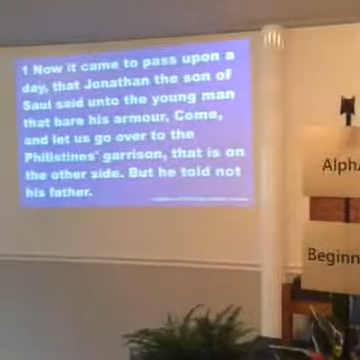 1 Now it came to pass upon a
day, that Jonathan the son of
Saul said unto the young man
that bare his armour, Come,
and let us go over to the
Philistines' garrison, that is on
the other side. But he told not
his father.
Alpha
Beginn